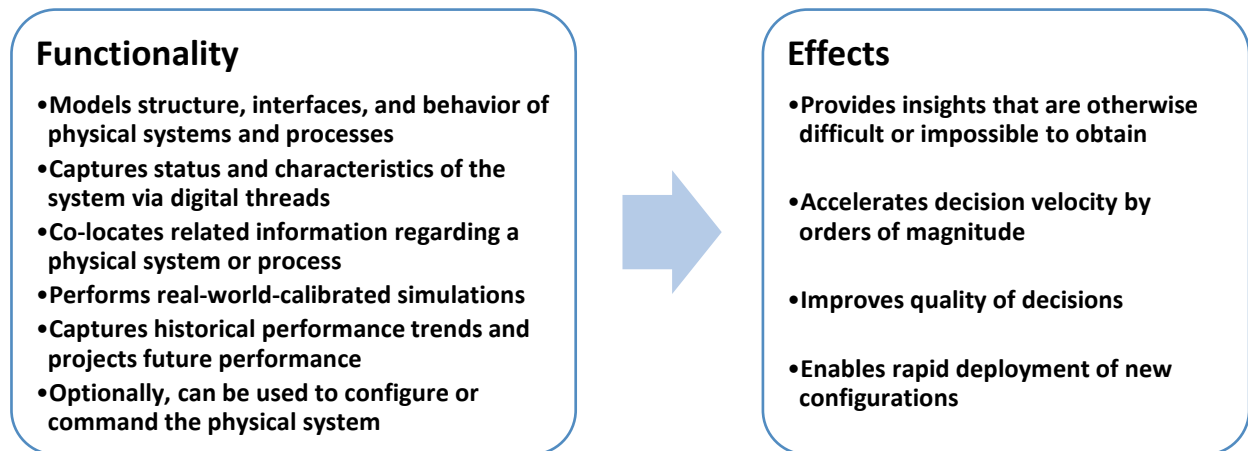 Functionality
•Models structure, interfaces, and behavior of
physical systems and processes
•Captures status and characteristics of the
system via digital threads
•Co-locates related information regarding a
physical system or process
•Performs real-world-calibrated simulations
•Captures historical performance trends and
projects future performance
•Optionally, can be used to configure or
command the physical system
Effects
•Provides insights that are otherwise
difficult or impossible to obtain
•Accelerates decision velocity by
orders of magnitude
•Improves quality of decisions
•Enables rapid deployment of new
configurations